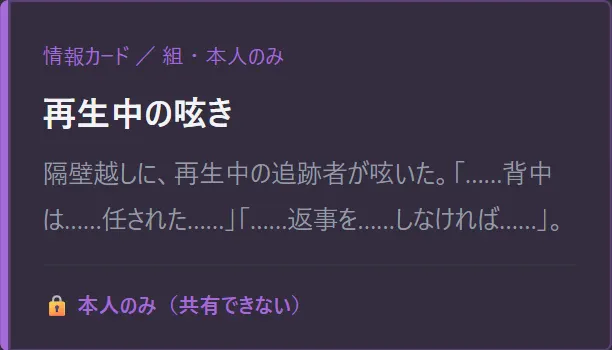 情報カード ／ 組・本人のみ
再生中の呟き
隔壁越しに、再生中の追跡者が呟いた。「……背中
は……任された……」「……返事を……しなければ……」。
🔒 本人のみ（共有できない）